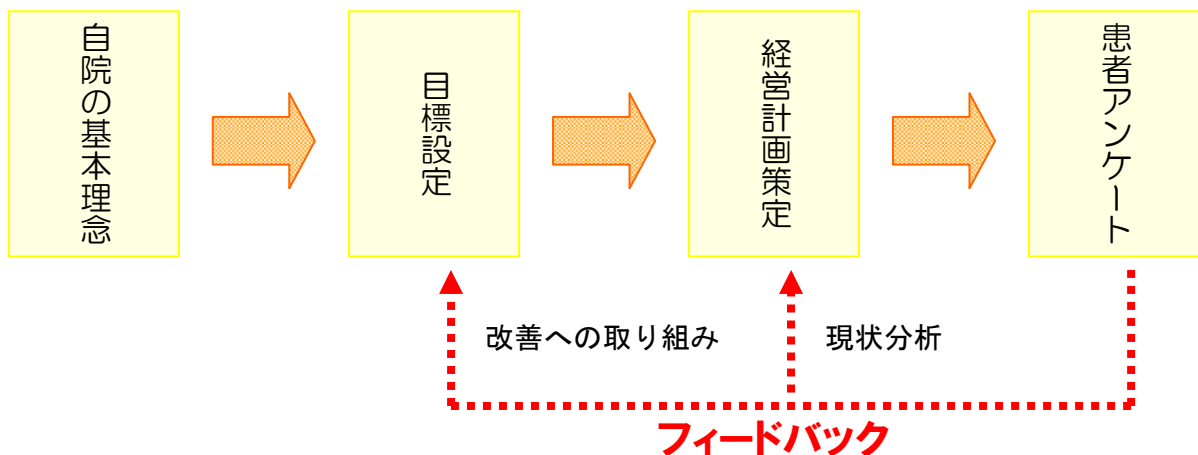 自院の基本理念
目標設定
経営計画策定
患者アンケート
改善への取り組み
現状分析
フィードバック